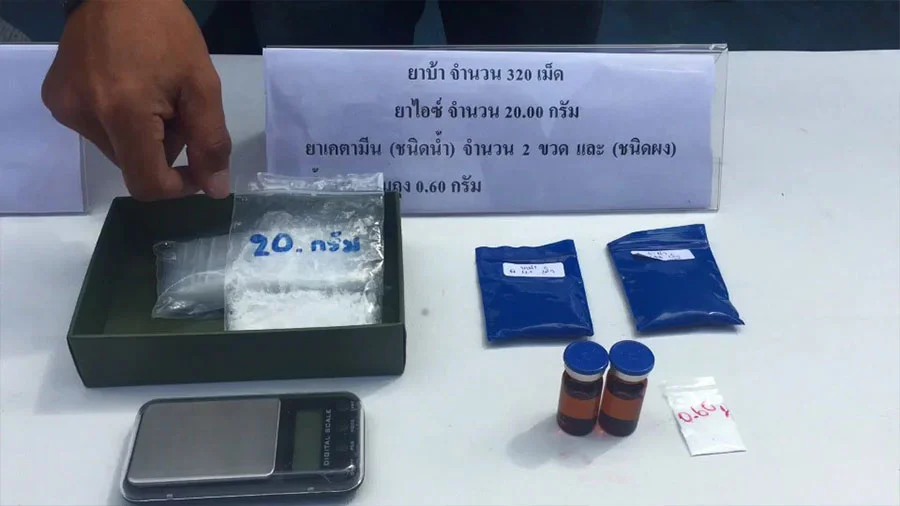 ยาบ้า จำนวน 320 เม็ด
ยาไอซ์ จำนวน 20.00 กรัม
ยาเคตามีน (ชนิดน้ำ) จำนวน 2 ขวด และ (ชนิดผง)
ถุง 0.60 กรัม
20. กรัม
0.60
DIGITAL SCALE